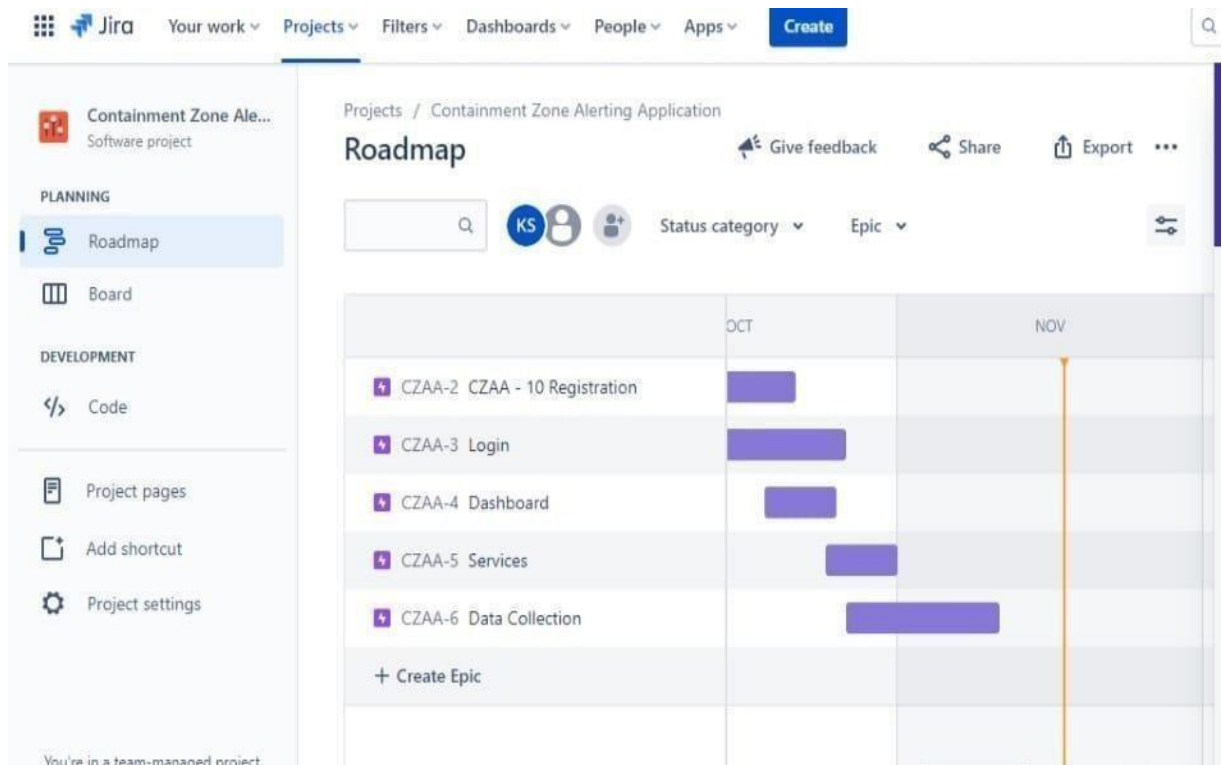 Jira Your work Projects Filters Dashboards People Apps Create
Containment Zone Ale...
Software project
PLANNING
Roadmap
Board
DEVELOPMENT
Code
Project pages
Add shortcut
Project settings
You're in a team-managed project
Projects / Containment Zone Alerting Application
Roadmap Give feedback Share Export
KS Status category Epic
OCT NOV
CZAA-2 CZAA - 10 Registration
CZAA-3 Login
CZAA-4 Dashboard
CZAA-5 Services
CZAA-6 Data Collection
+ Create Epic